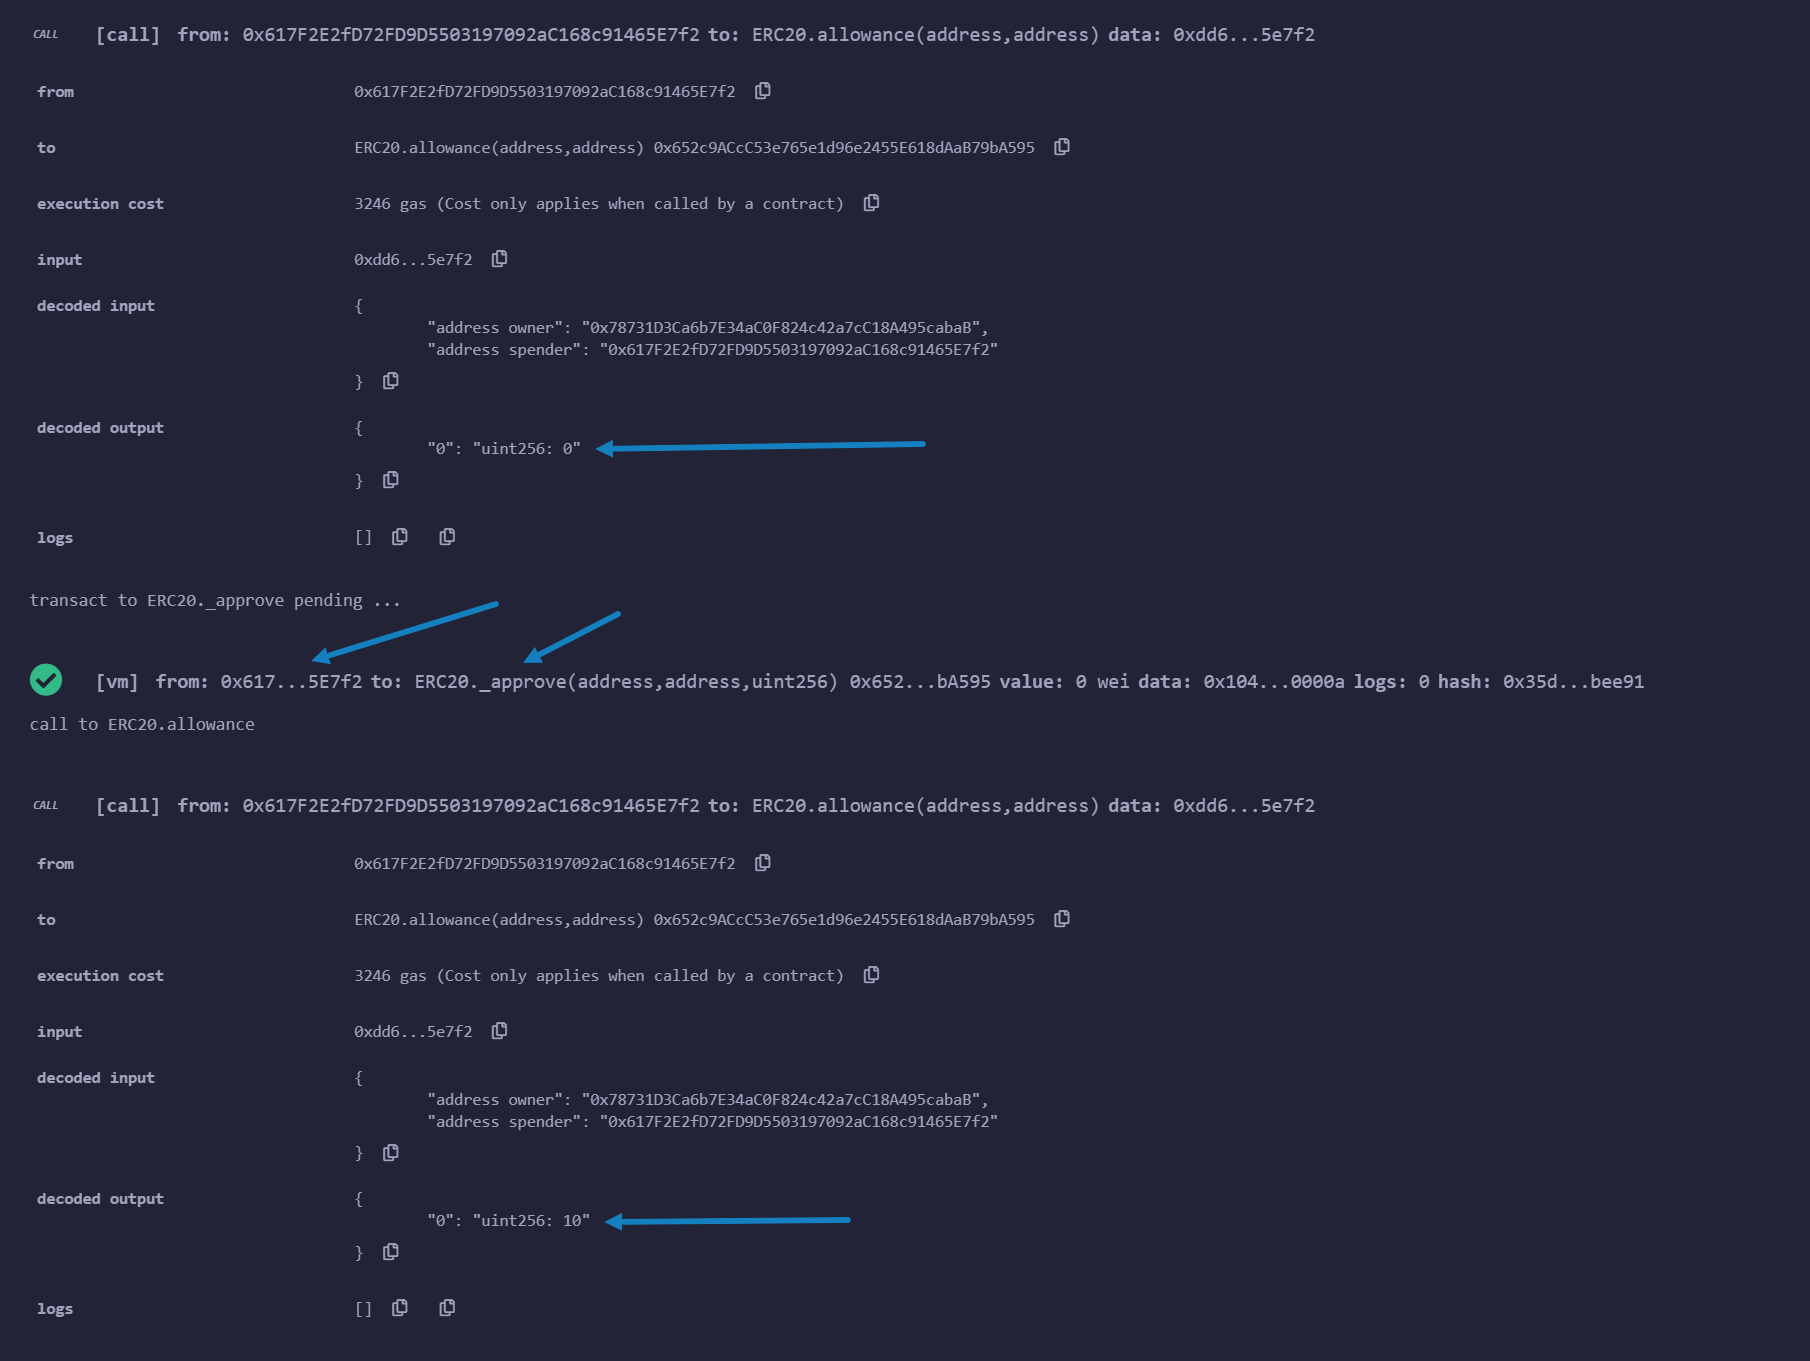 CALL [call] from: 0x617F2E2fD72FD9D5503197092aC168c91465E7f2 to: ERC20.allowance(address,address) data: 0xdd6...5e7f2
from 0x617F2E2fD72FD9D5503197092aC168c91465E7f2
to ERC20.allowance(address,address) 0x652c9ACcC53e765e1d96e2455E618dAaB79bA595
execution cost 3246 gas (Cost only applies when called by a contract)
input 0xdd6...5e7f2
decoded input {
"address owner": "0x78731D3Ca6b7E34aC0F824c42a7cC18A495cabaB",
"address spender": "0x617F2E2fD72FD9D5503197092aC168c91465E7f2"
}
decoded output {
"0": "uint256: 0"
}
logs []
transact to ERC20._approve pending ...
[vm] from: 0x617...5E7f2 to: ERC20._approve(address,address,uint256) 0x652...bA595 value: 0 wei data: 0x104...0000a logs: 0 hash: 0x35d...bee91
call to ERC20.allowance
CALL [call] from: 0x617F2E2fD72FD9D5503197092aC168c91465E7f2 to: ERC20.allowance(address,address) data: 0xdd6...5e7f2
from 0x617F2E2fD72FD9D5503197092aC168c91465E7f2
to ERC20.allowance(address,address) 0x652c9ACcC53e765e1d96e2455E618dAaB79bA595
execution cost 3246 gas (Cost only applies when called by a contract)
input 0xdd6...5e7f2
decoded input {
"address owner": "0x78731D3Ca6b7E34aC0F824c42a7cC18A495cabaB",
"address spender": "0x617F2E2fD72FD9D5503197092aC168c91465E7f2"
}
decoded output {
"0": "uint256: 10"
}
logs []